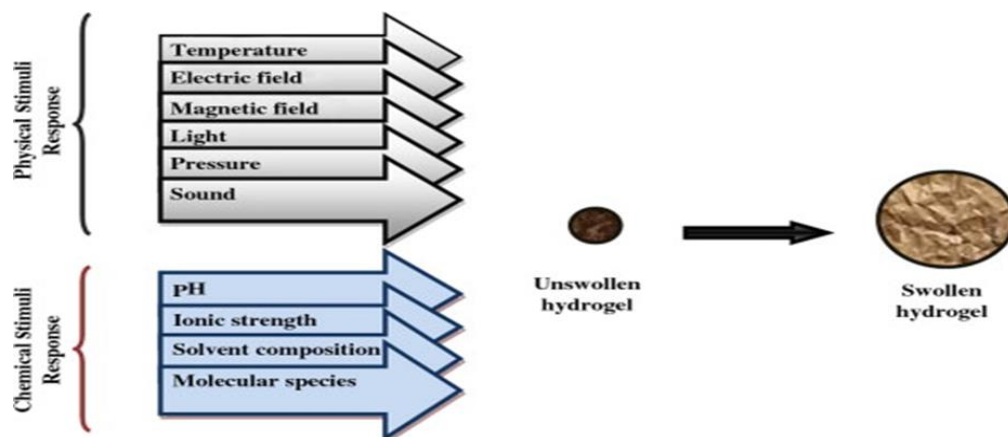 Physical Stimuli
Response
Temperature
Electric field
Magnetic field
Light
Pressure
Sound
Chemical Stimuli
Response
PH
Ionic strength
Solvent composition
Molecular species
Unswollen
hydrogel
Swollen
hydrogel